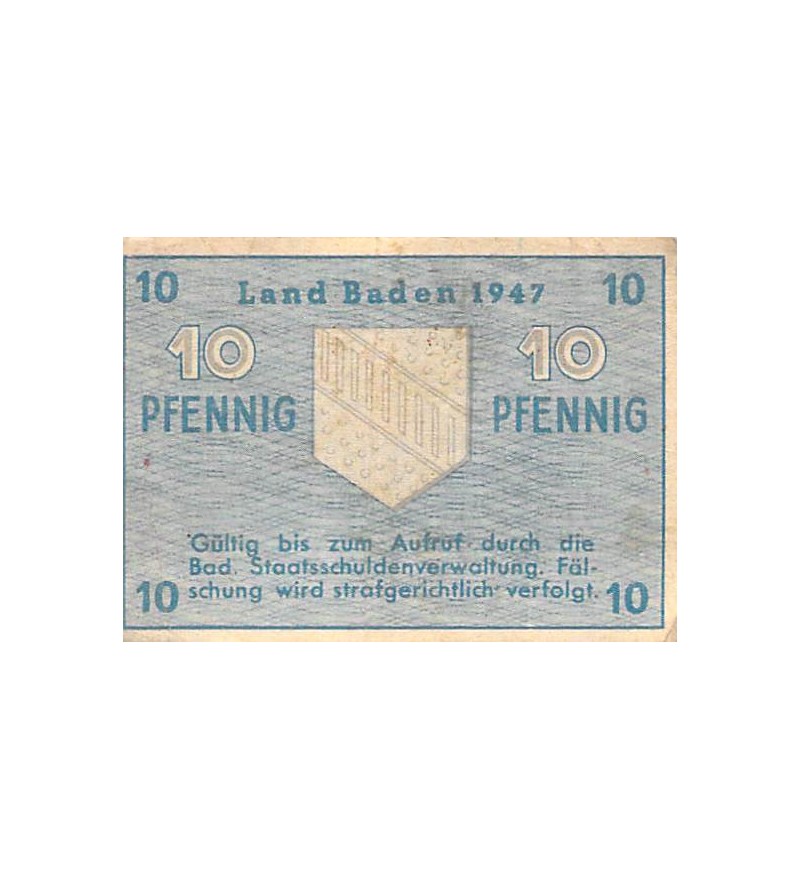 10 Land Baden 1947 10
10 10
PFENNIG PFENNIG
Gültig bis zum Aufruf durch die
Bad. Staatsschuldenverwaltung. Fäl-
10 schung wird strafgerichtlich verfolgt. 10